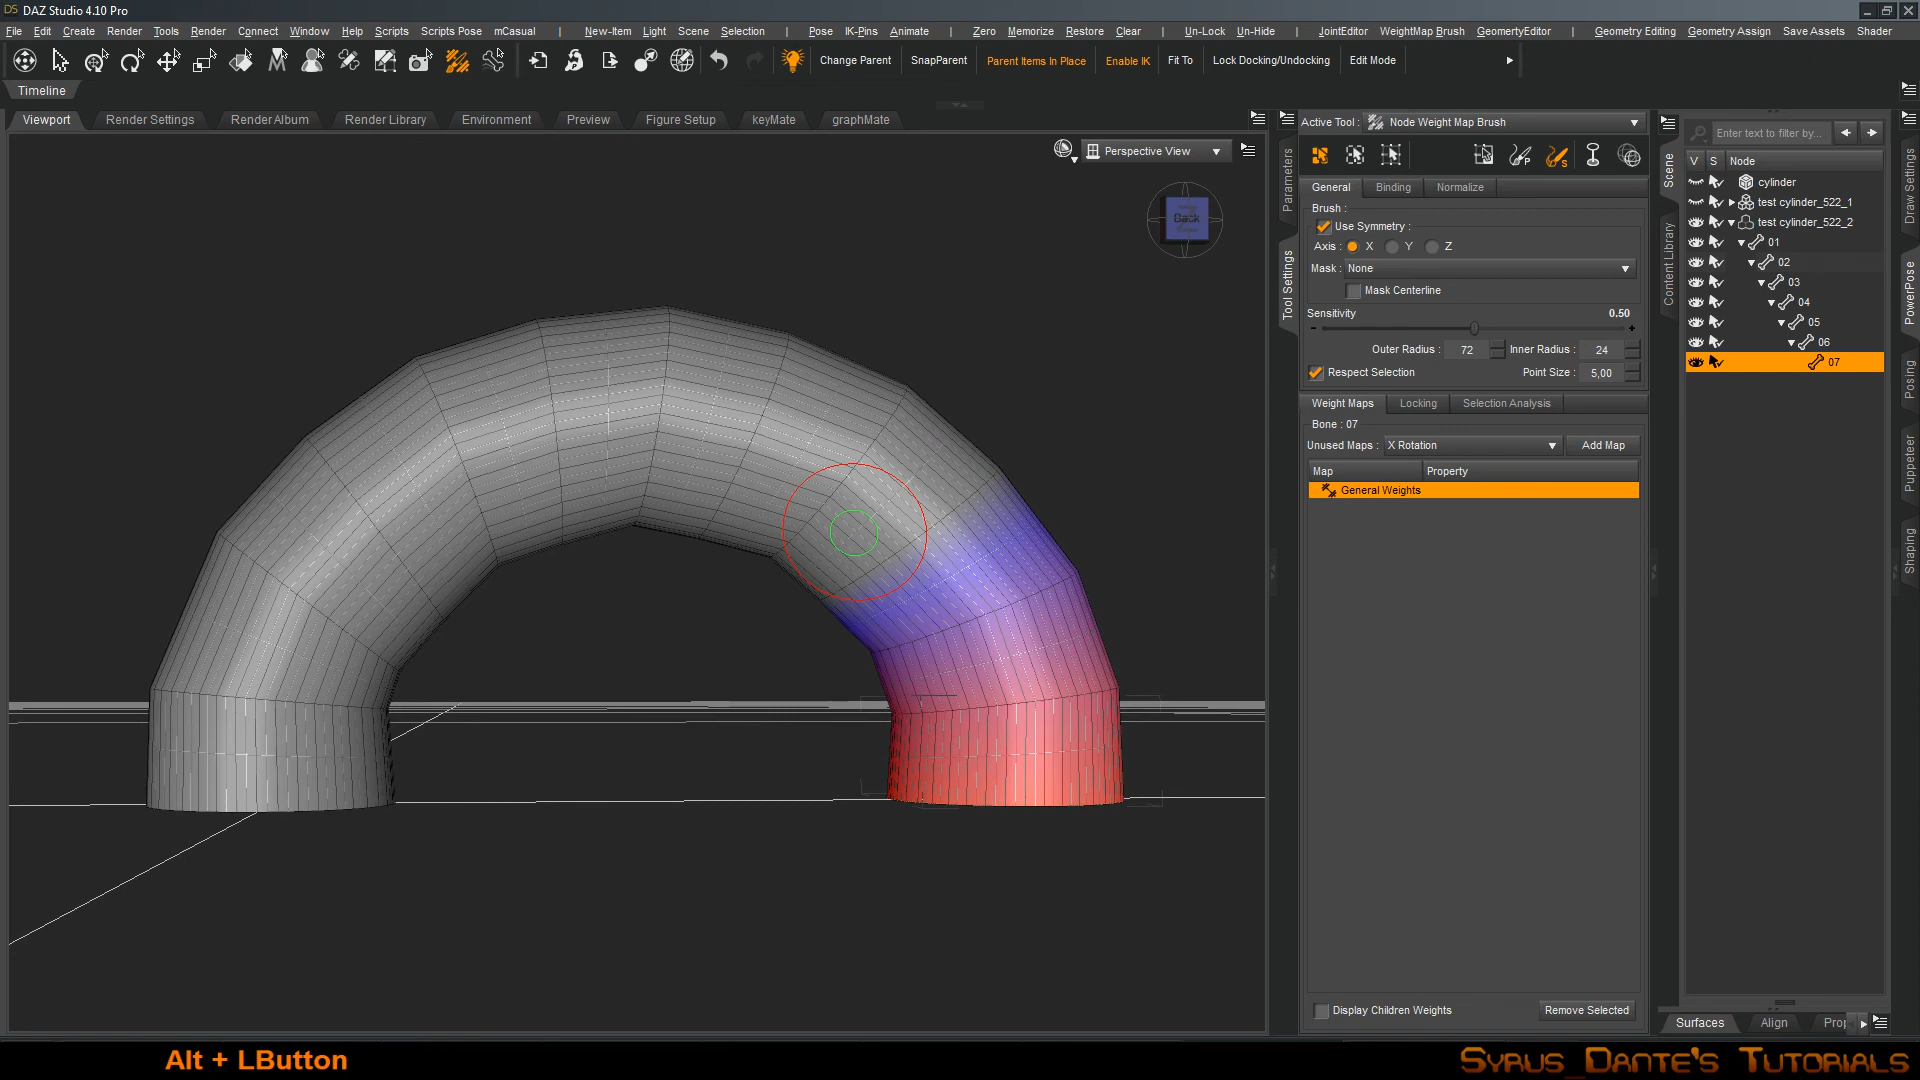 DS DAZ Studio 4.10 Pro
File Edit Create Render Tools Render Connect Window Help Scripts Scripts Pose mCasual | New-Item Light Scene Selection | Pose IK-Pins Animate | Zero Memorize Restore Clear | Un-Lock Un-Hide | JointEditor WeightMap Brush GeomertyEditor | Geometry Editing Geometry Assign Save Assets Shader
Change Parent SnapParent Parent Items In Place Enable IK Fit To Lock Docking/Undocking Edit Mode
Timeline
Viewport Render Settings Render Album Render Library Environment Preview Figure Setup keyMate graphMate
Perspective View
Back
Parameters
Tool Settings
Active Tool : Node Weight Map Brush
General Binding Normalize
Brush :
Use Symmetry :
Axis : X Y Z
Mask : None
Mask Centerline
Sensitivity 0.50
- +
Outer Radius : 72 Inner Radius : 24
Respect Selection Point Size : 5,00
Weight Maps Locking Selection Analysis
Bone : 07
Unused Maps : X Rotation Add Map
Map Property
General Weights
Display Children Weights Remove Selected
Scene
Content Library
Enter text to filter by...
V S Node
cylinder
test cylinder_522_1
test cylinder_522_2
01
02
03
04
05
06
07
Surfaces Align Prop
Draw Settings
PowerPose
Posing
Puppeteer
Shaping
Alt + LButton
Syrus_Dante's Tutorials